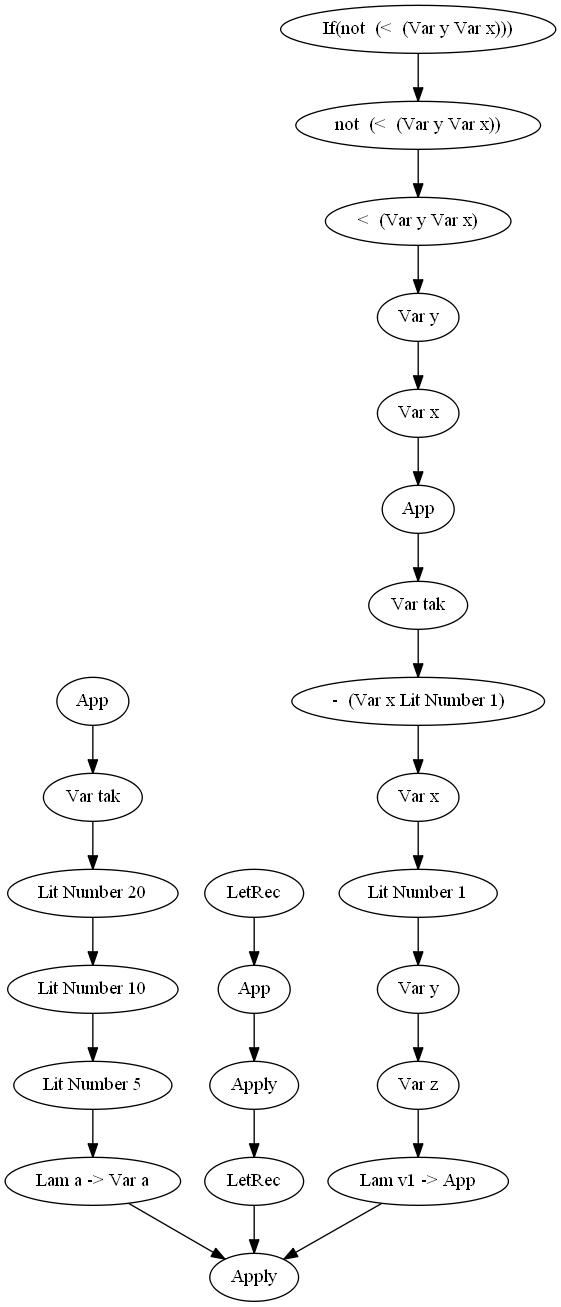 If(not (< (Var y Var x)))
not (< (Var y Var x))
< (Var y Var x)
Var y
Var x
App
Var tak
- (Var x Lit Number 1)
App
Var tak
Var x
Lit Number 20
LetRec
Lit Number 1
Lit Number 10
App
Var y
Lit Number 5
Apply
Var z
Lam a -> Var a
LetRec
Lam v1 -> App
Apply